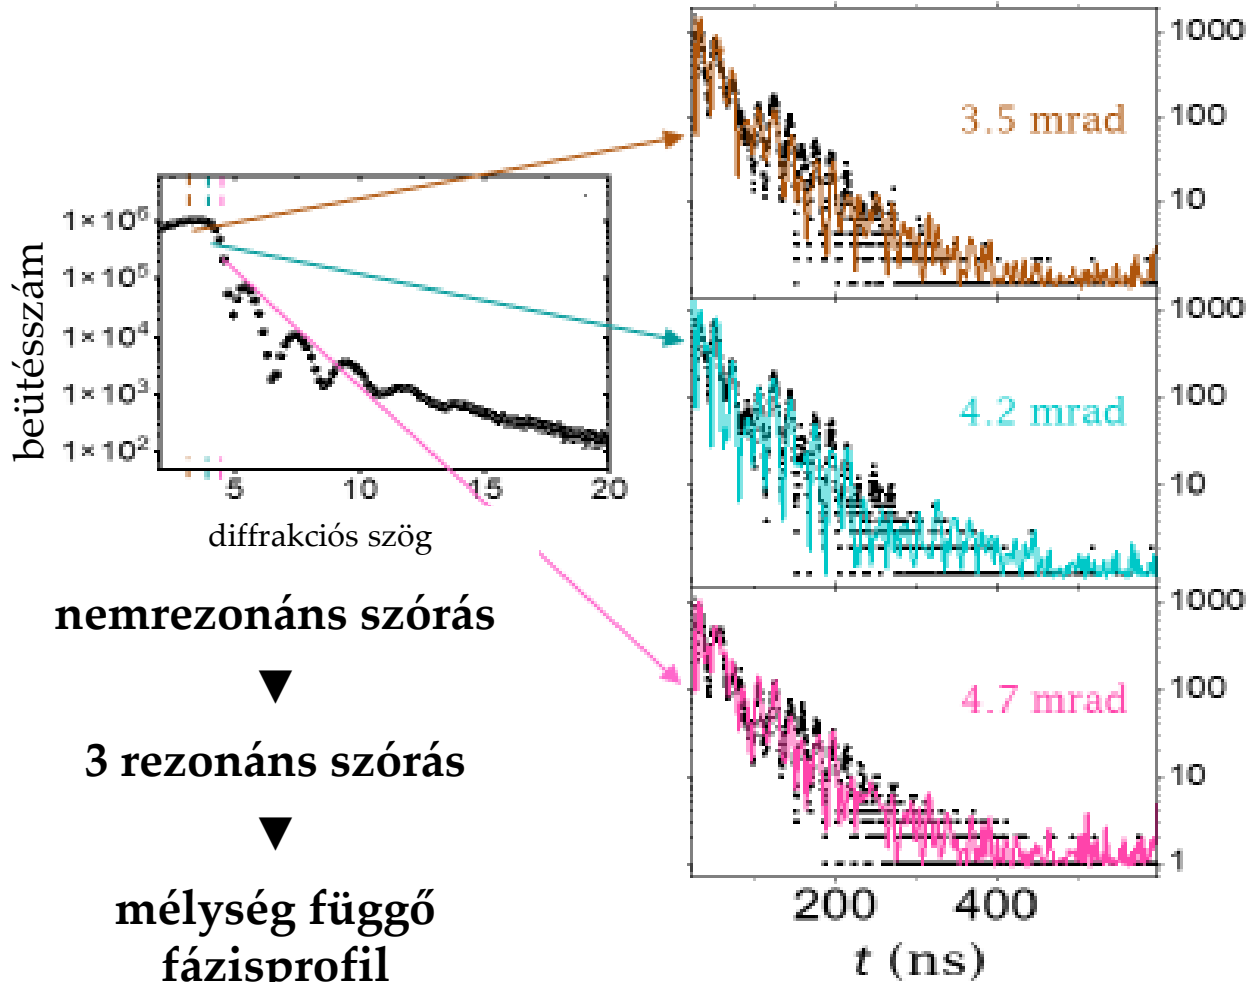 beütésszám
1×10⁶
1×10⁵
1×10⁴
1×10³
1×10²
5 10 15 20
diffrakciós szög
nemrezonáns szórás
▼
3 rezonáns szórás
▼
mélység függő
fázisprofil
1000
100
10
3.5 mrad
1000
100
10
4.2 mrad
1000
100
10
1
4.7 mrad
200 400
t (ns)